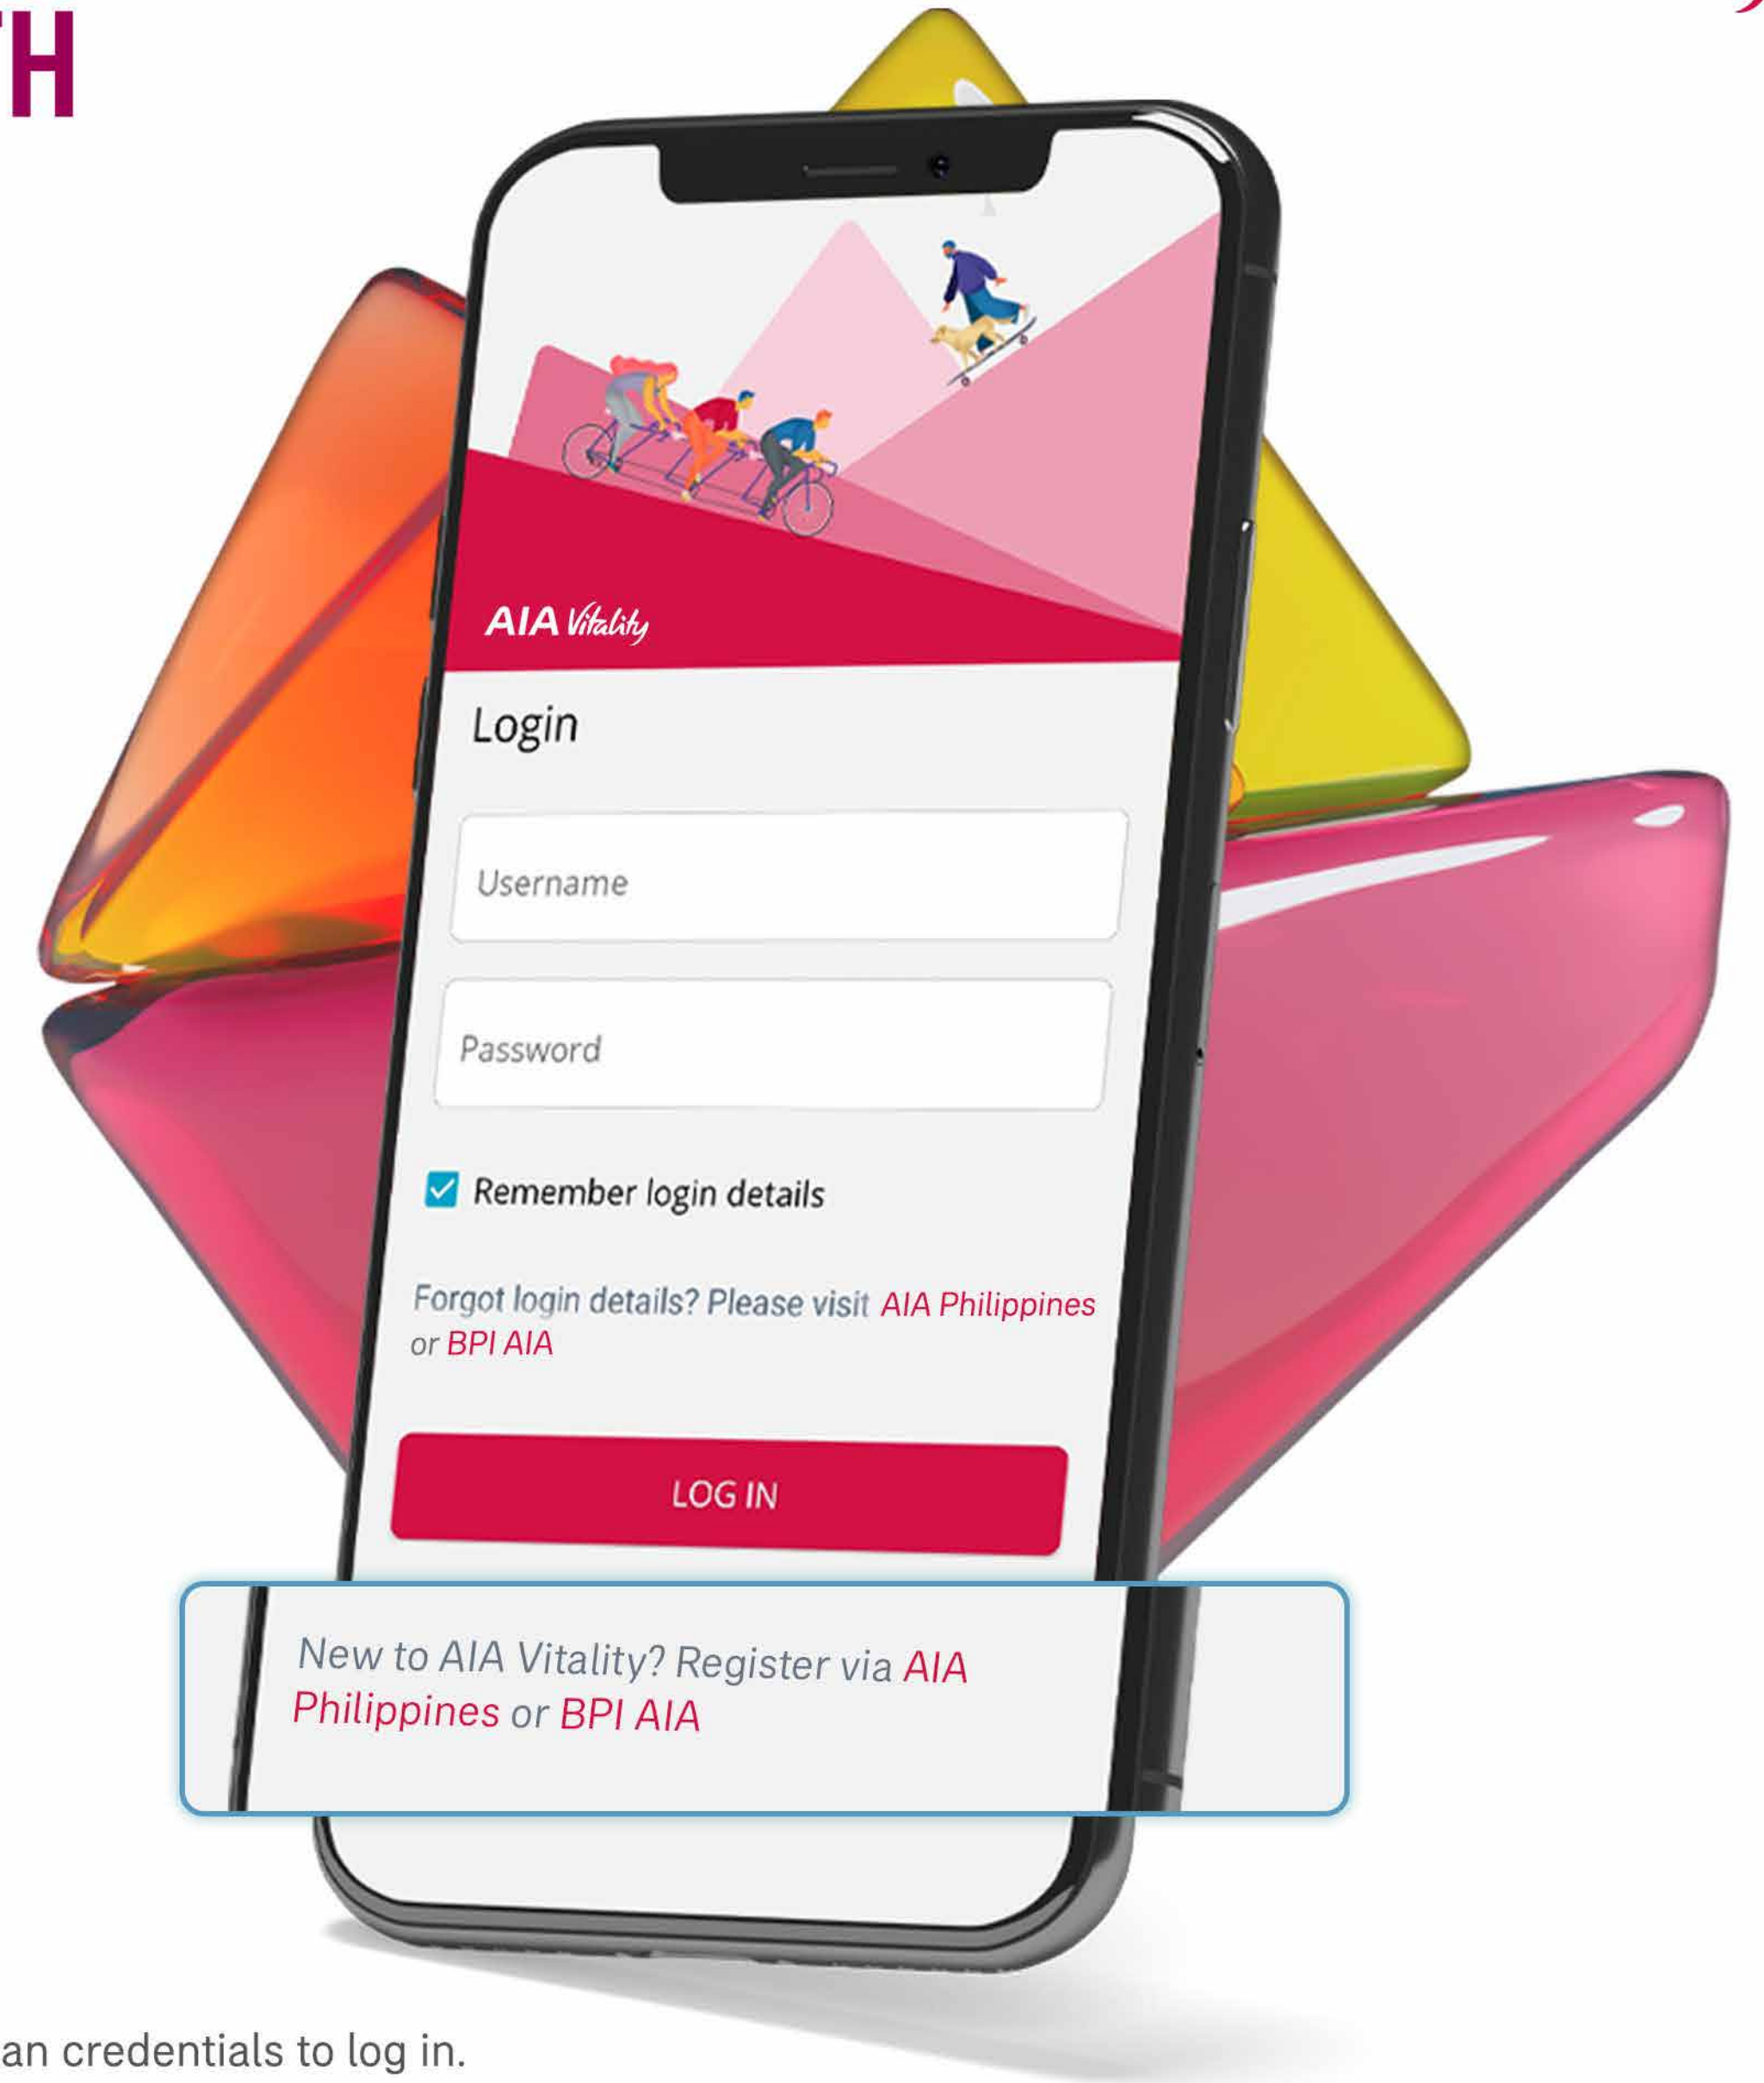 H
AIA Vitality
Login
Username
Password
Remember login details
Forgot login details? Please visit AIA Philippines
or BPI AIA
LOG IN
New to AIA Vitality? Register via AIA
Philippines or BPI AIA
an credentials to log in.